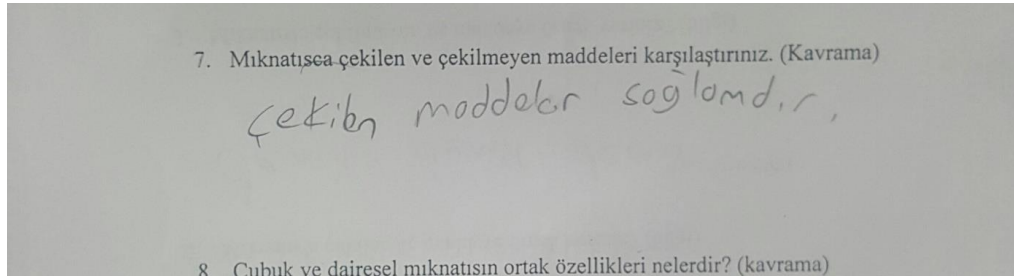 7. Mıknatısca çekilen ve çekilmeyen maddeleri karşılaştırınız. (Kavrama)
çekilen maddeler sağlamdır.
8 Çubuk ve dairesel mıknatısın ortak özellikleri nelerdir? (kavrama)